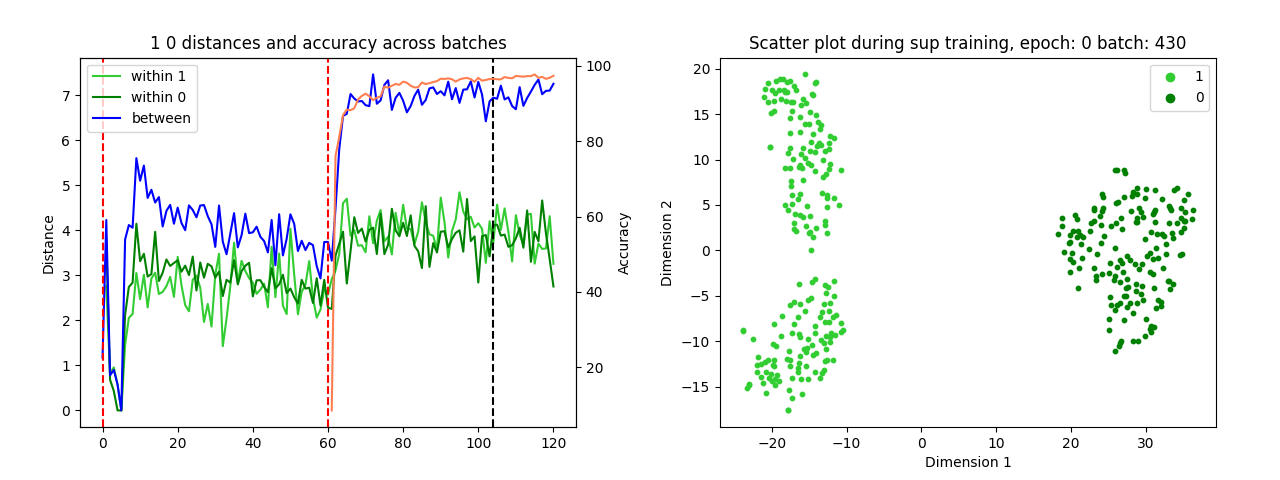 1 0 distances and accuracy across batches
within 1
within 0
between
Distance
7
6
5
4
3
2
1
0
0 20 40 60 80 100 120
100
80
60
40
20
Accuracy
Scatter plot during sup training, epoch: 0 batch: 430
1
0
Dimension 2
20
15
10
5
0
−5
−10
−15
−20 −10 0 10 20 30
Dimension 1